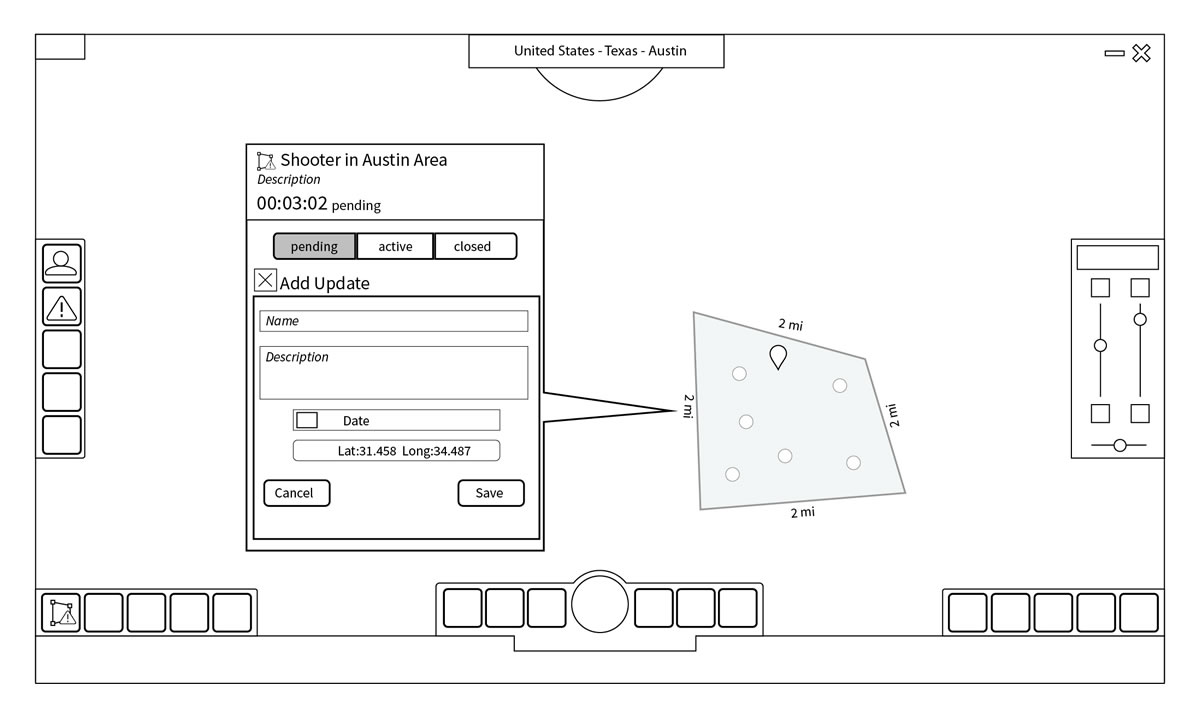 United States - Texas - Austin
Shooter in Austin Area
Description
00:03:02 pending
pending active closed
Add Update
Name
Description
Date
Lat:31.458 Long:34.487
Cancel Save
2 mi
2 mi
2 mi
2 mi